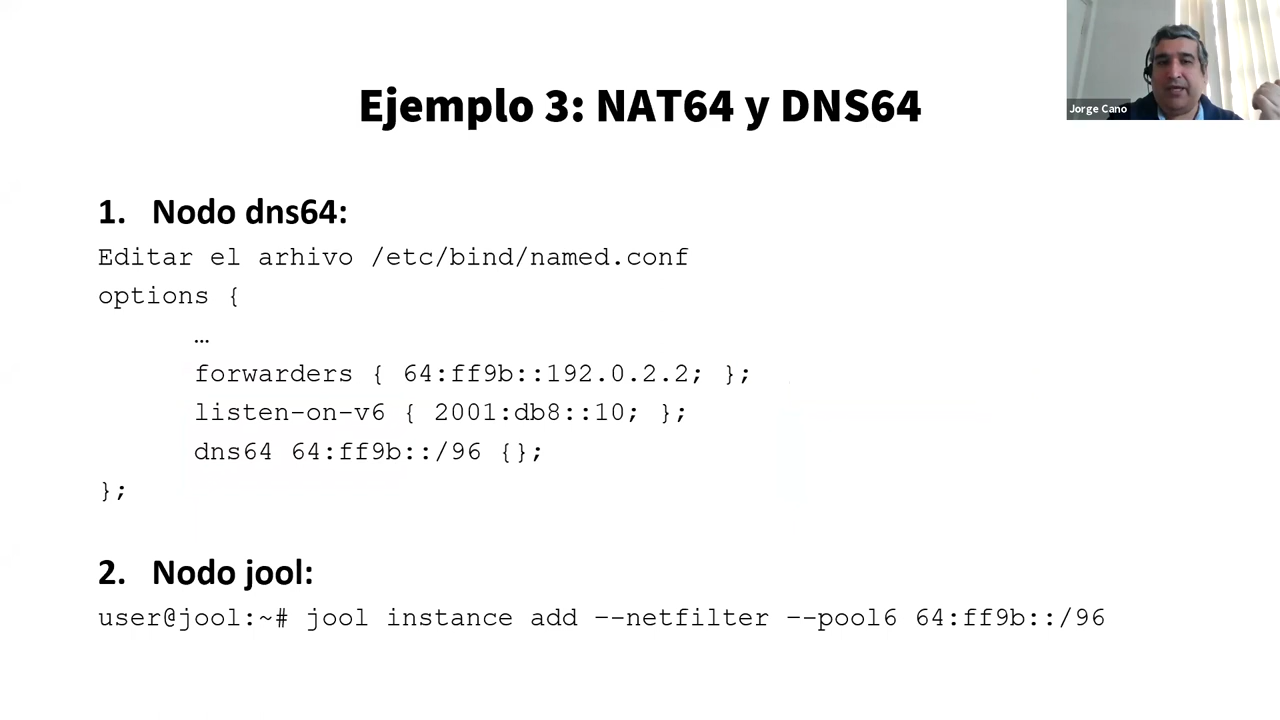 Jorge Cano
Ejemplo 3: NAT64 y DNS64
1. Nodo dns64:
Editar el arhivo /etc/bind/named.conf
options {
…
forwarders { 64:ff9b::192.0.2.2; };
listen-on-v6 { 2001:db8::10; };
dns64 64:ff9b::/96 {};
};
2. Nodo jool:
user@jool:~# jool instance add --netfilter --pool6 64:ff9b::/96